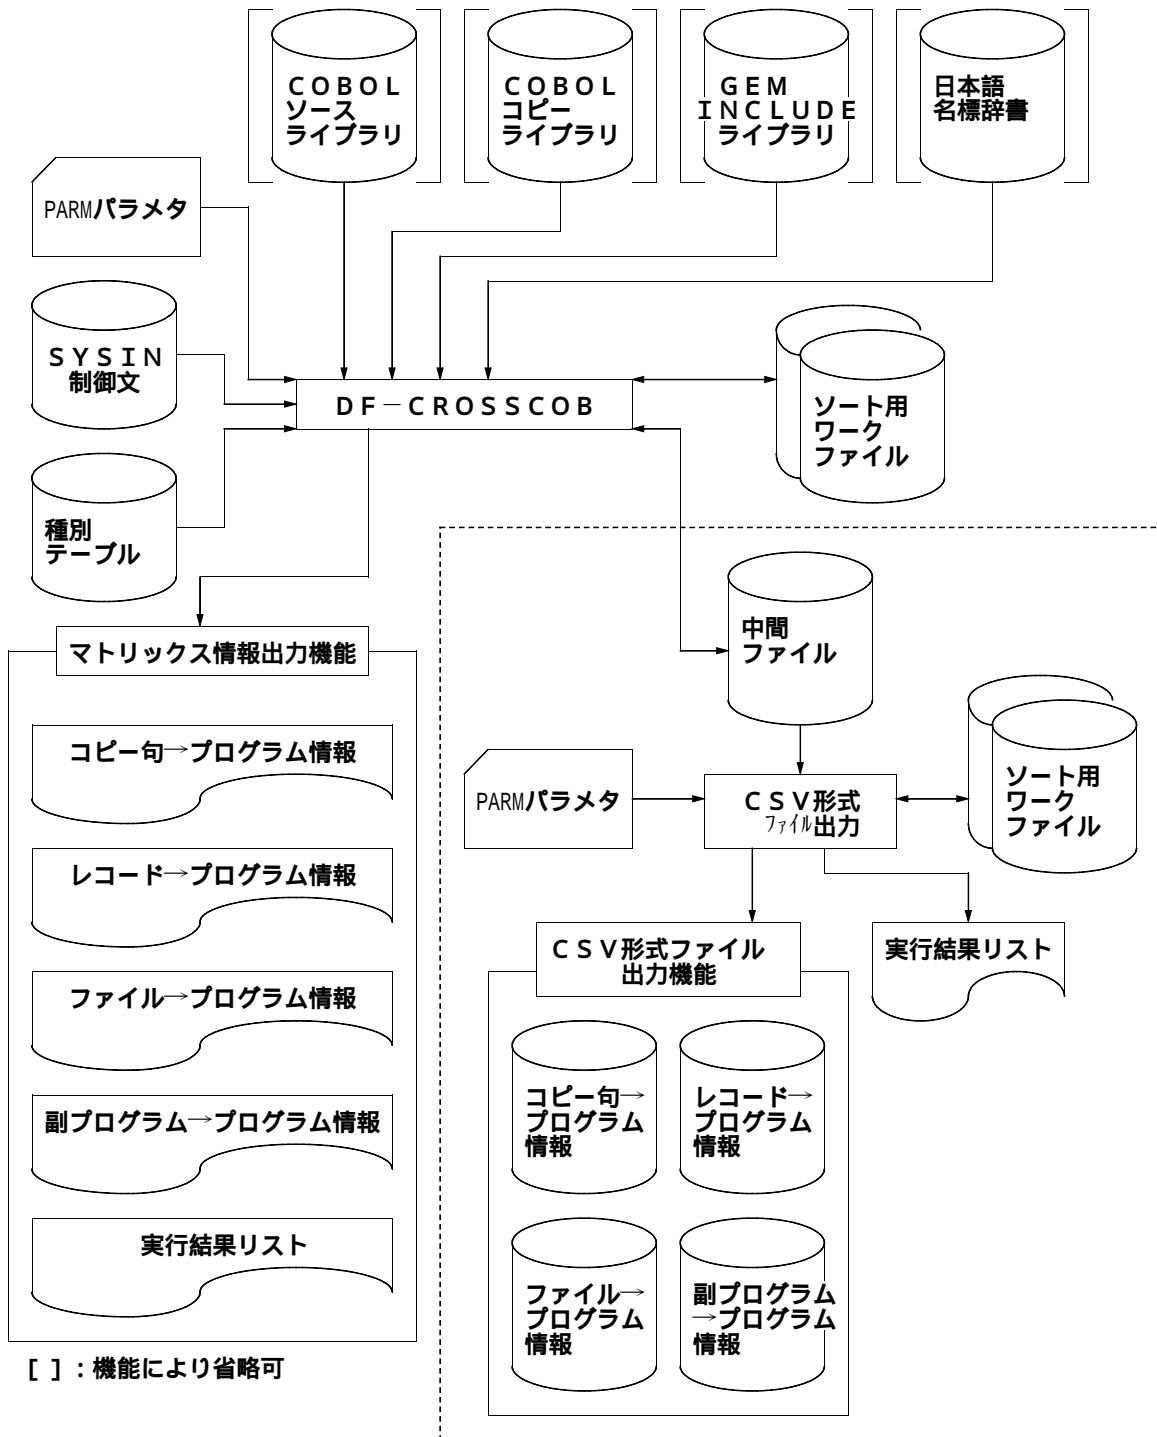 ＣＯＢＯＬ
ソース
ライブラリ
ＣＯＢＯＬ
コピー
ライブラリ
ＧＥＭ
ＩＮＣＬＵＤＥ
ライブラリ
日本語
名標辞書
PARMパラメタ
ＳＹＳＩＮ
制御文
ＤＦ－ＣＲＯＳＳＣＯＢ
ソート用
ワーク
ファイル
種別
テーブル
マトリックス情報出力機能
コピー句→プログラム情報
レコード→プログラム情報
ファイル→プログラム情報
副プログラム→プログラム情報
実行結果リスト
[ ]：機能により省略可
中間
ファイル
PARMパラメタ
ＣＳＶ形式
ﾌｧｲﾙ出力
ソート用
ワーク
ファイル
ＣＳＶ形式ファイル
出力機能
実行結果リスト
コピー句→
プログラム
情報
レコード→
プログラム
情報
ファイル→
プログラム
情報
副プログラム
→プログラム
情報